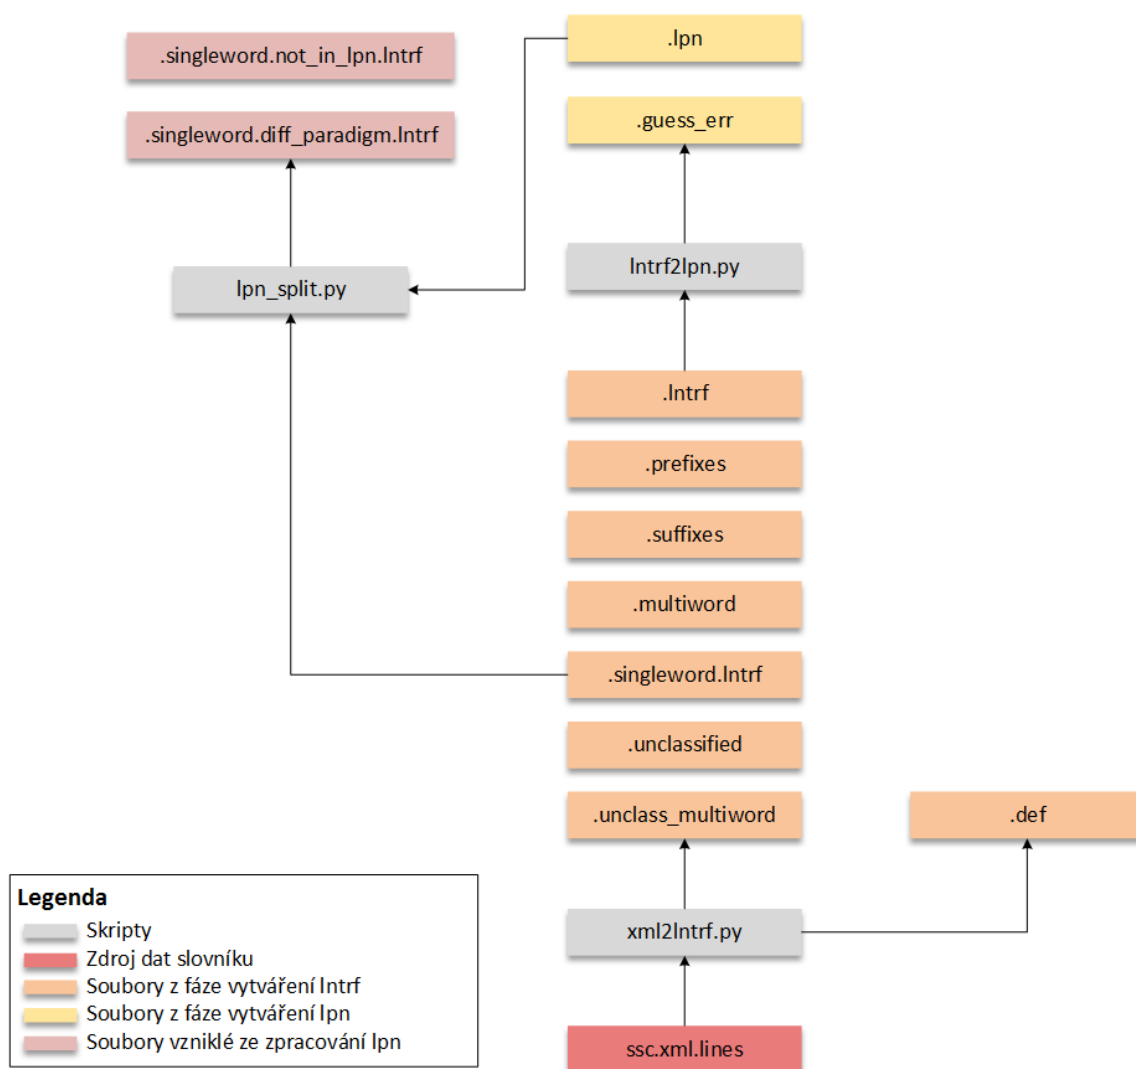 .lpn
.singleword.not_in_lpn.lntrf
.guess_err
.singleword.diff_paradigm.lntrf
lntrf2lpn.py
lpn_split.py
.lntrf
.prefixes
.suffixes
.multiword
.singleword.lntrf
.unclassified
.unclass_multiword
.def
xml2lntrf.py
ssc.xml.lines
Legenda
Skripty
Zdroj dat slovníku
Soubory z fáze vytváření lntrf
Soubory z fáze vytváření lpn
Soubory vzniklé ze zpracování lpn